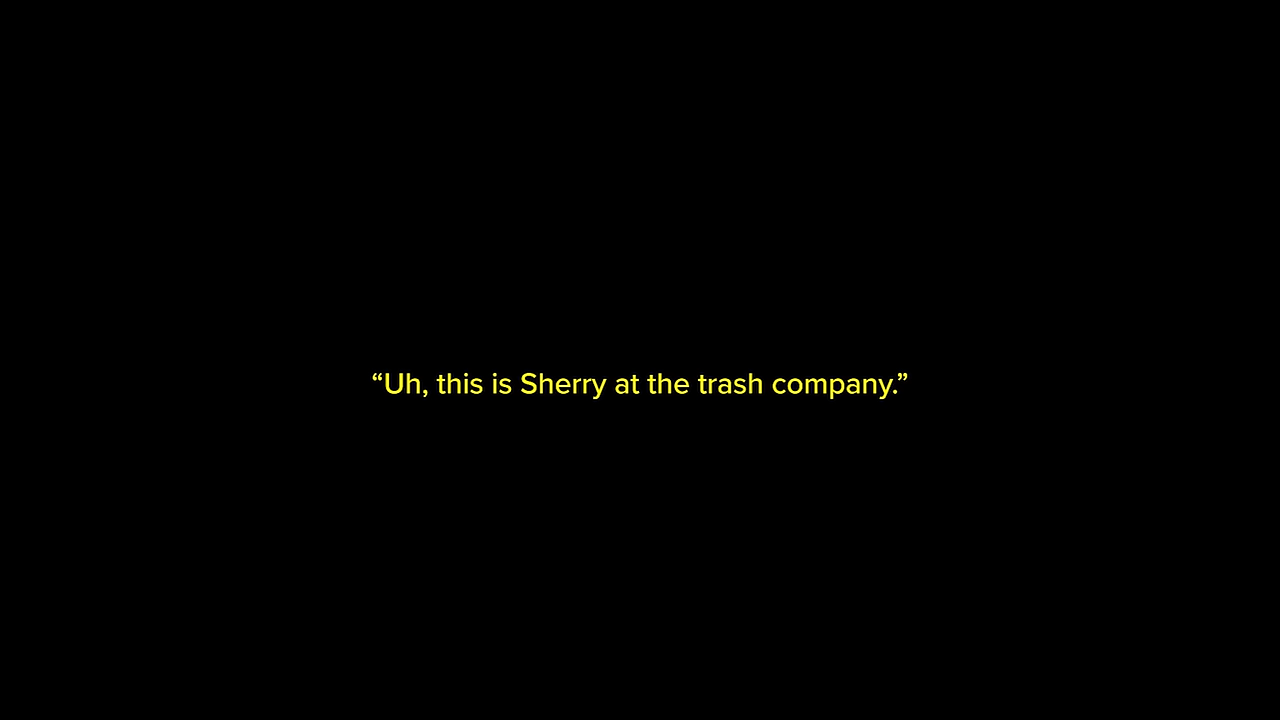 “Uh, this is Sherry at the trash company.”